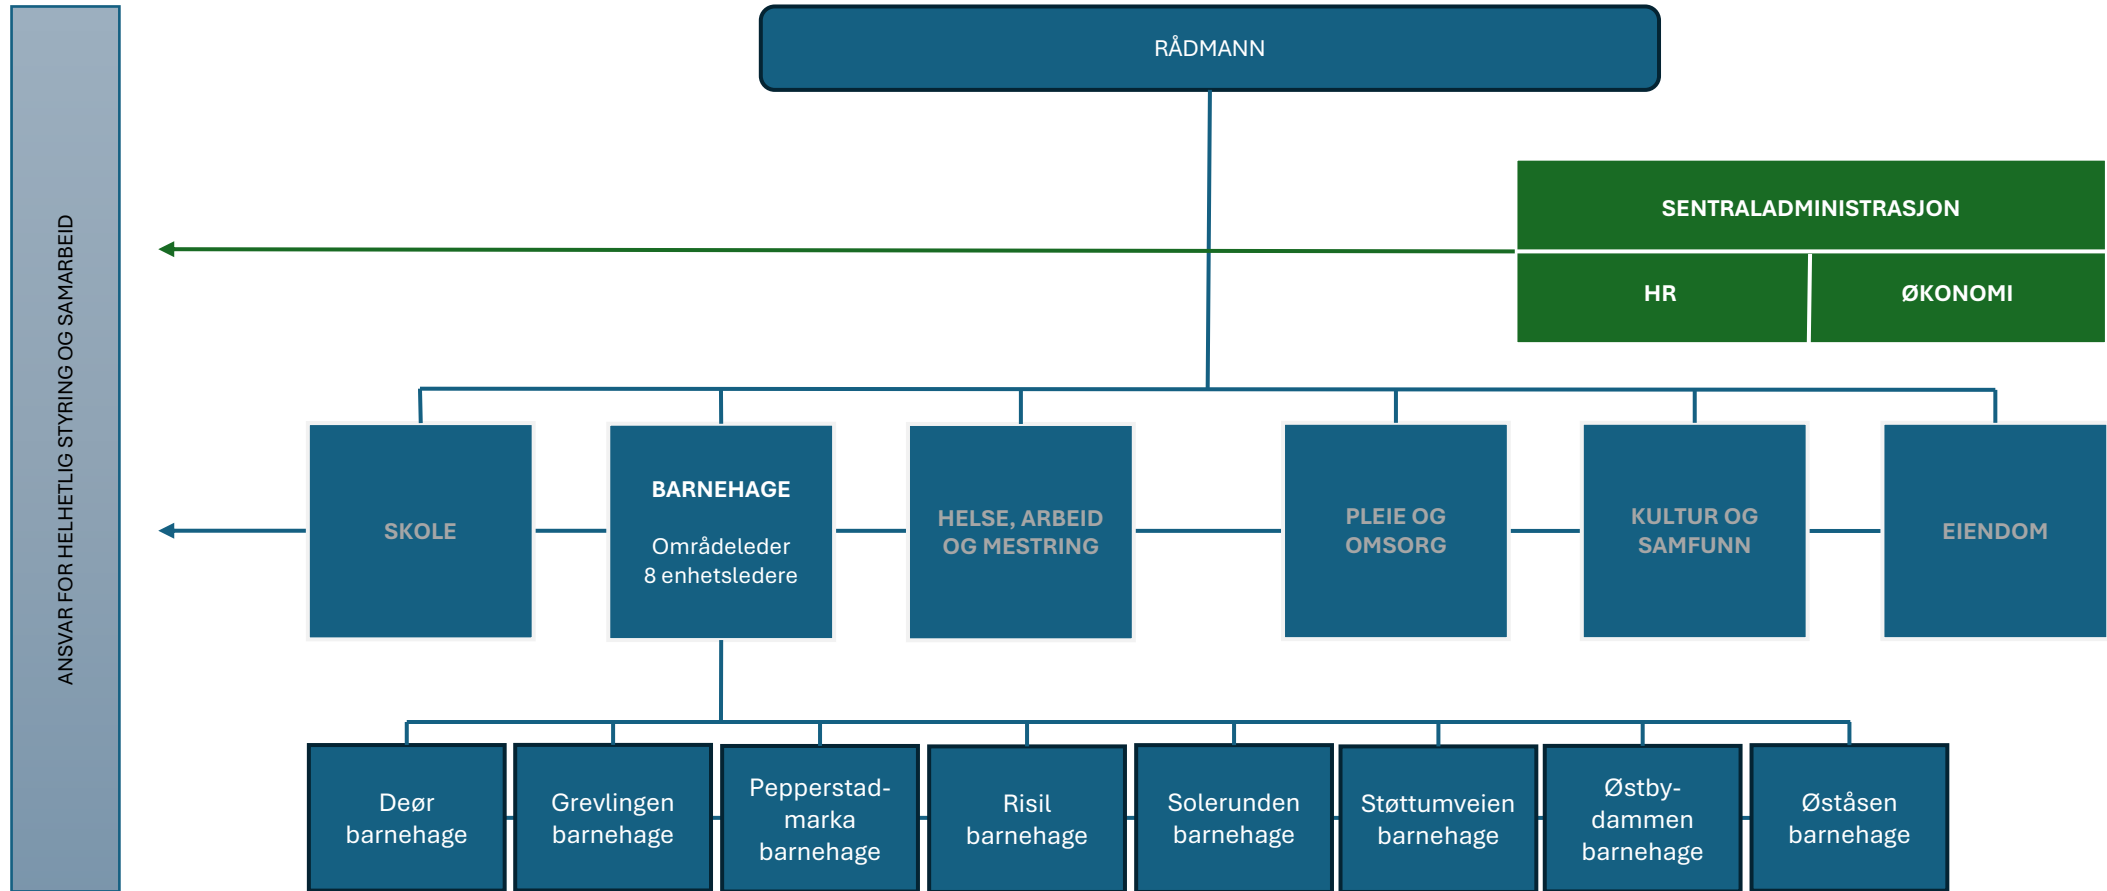 ANSVAR FOR HELHETLIG STYRING OG SAMARBEID
RÅDMANN
SENTRALADMINISTRASJON
HR
ØKONOMI
SKOLE
BARNEHAGE
Områdeleder
8 enhetsledere
HELSE, ARBEID
OG MESTRING
PLEIE OG
OMSORG
KULTUR OG
SAMFUNN
EIENDOM
Deør
barnehage
Grevlingen
barnehage
Pepperstad-
marka
barnehage
Risil
barnehage
Solerunden
barnehage
Støttumveien
barnehage
Østby-
dammen
barnehage
Øståsen
barnehage